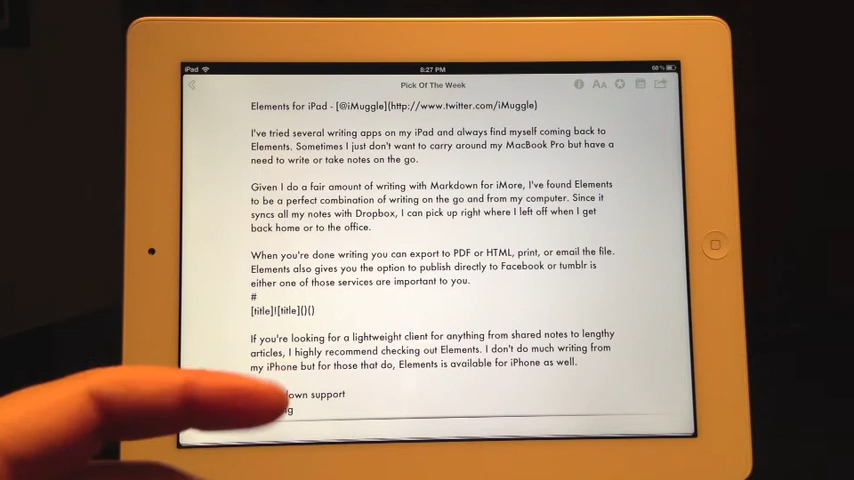 iPad
8:27 PM
68%
Pick Of The Week
AA
Elements for iPad - [@iMuggle](http://www.twitter.com/iMuggle)
I've tried several writing apps on my iPad and always find myself coming back to
Elements. Sometimes I just don't want to carry around my MacBook Pro but have a
need to write or take notes on the go.
Given I do a fair amount of writing with Markdown for iMore, I've found Elements
to be a perfect combination of writing on the go and from my computer. Since it
syncs all my notes with Dropbox, I can pick up right where I left off when I get
back home or to the office.
When you're done writing you can export to PDF or HTML, print, or email the file.
Elements also gives you the option to publish directly to Facebook or tumblr is
either one of those services are important to you.
#
[title]![title]()()
If you're looking for a lightweight client for anything from shared notes to lengthy
articles, I highly recommend checking out Elements. I don't do much writing from
my iPhone but for those that do, Elements is available for iPhone as well.
support